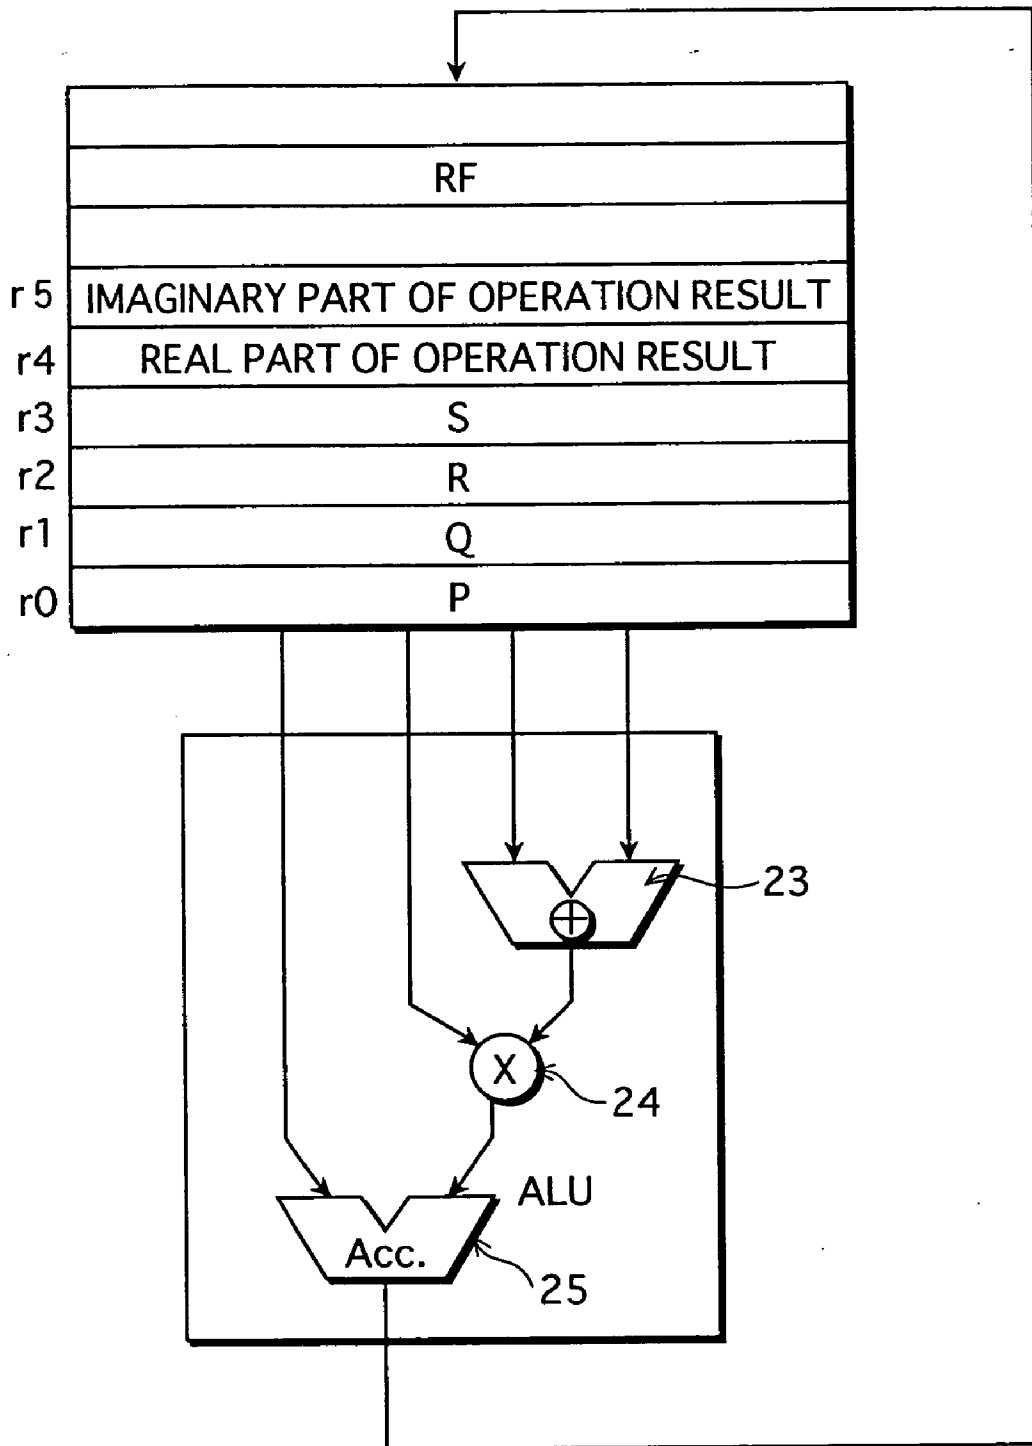 RF
r5 IMAGINARY PART OF OPERATION RESULT
r4 REAL PART OF OPERATION RESULT
r3 S
r2 R
r1 Q
r0 P
23
+
X
24
ALU
Acc.
25